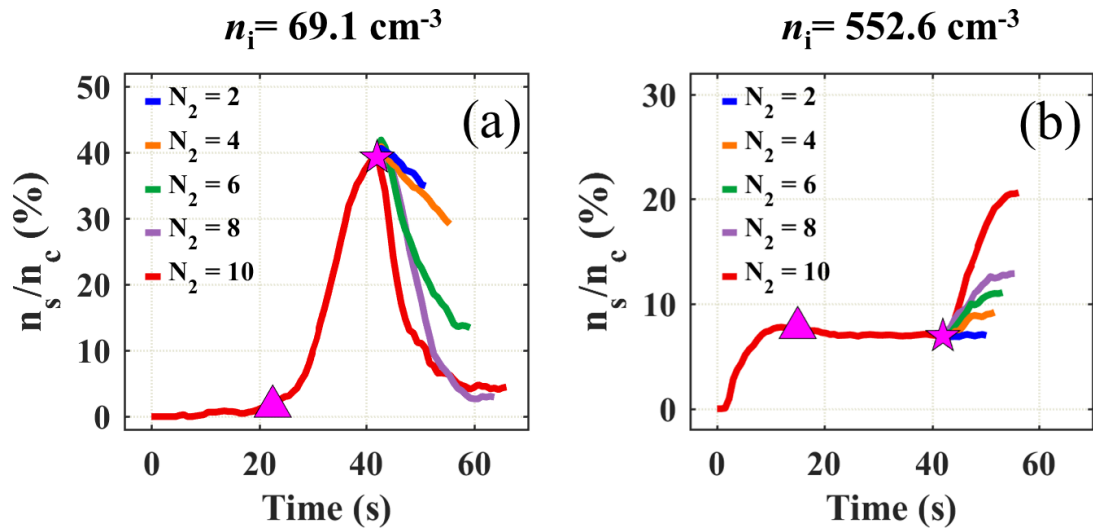 nᵢ= 69.1 cm⁻³
(a)
50
40
30
20
10
0
nₛ/n_c (%)
N₂ = 2
N₂ = 4
N₂ = 6
N₂ = 8
N₂ = 10
0 20 40 60
Time (s)
nᵢ= 552.6 cm⁻³
(b)
30
20
10
0
nₛ/n_c (%)
N₂ = 2
N₂ = 4
N₂ = 6
N₂ = 8
N₂ = 10
0 20 40 60
Time (s)